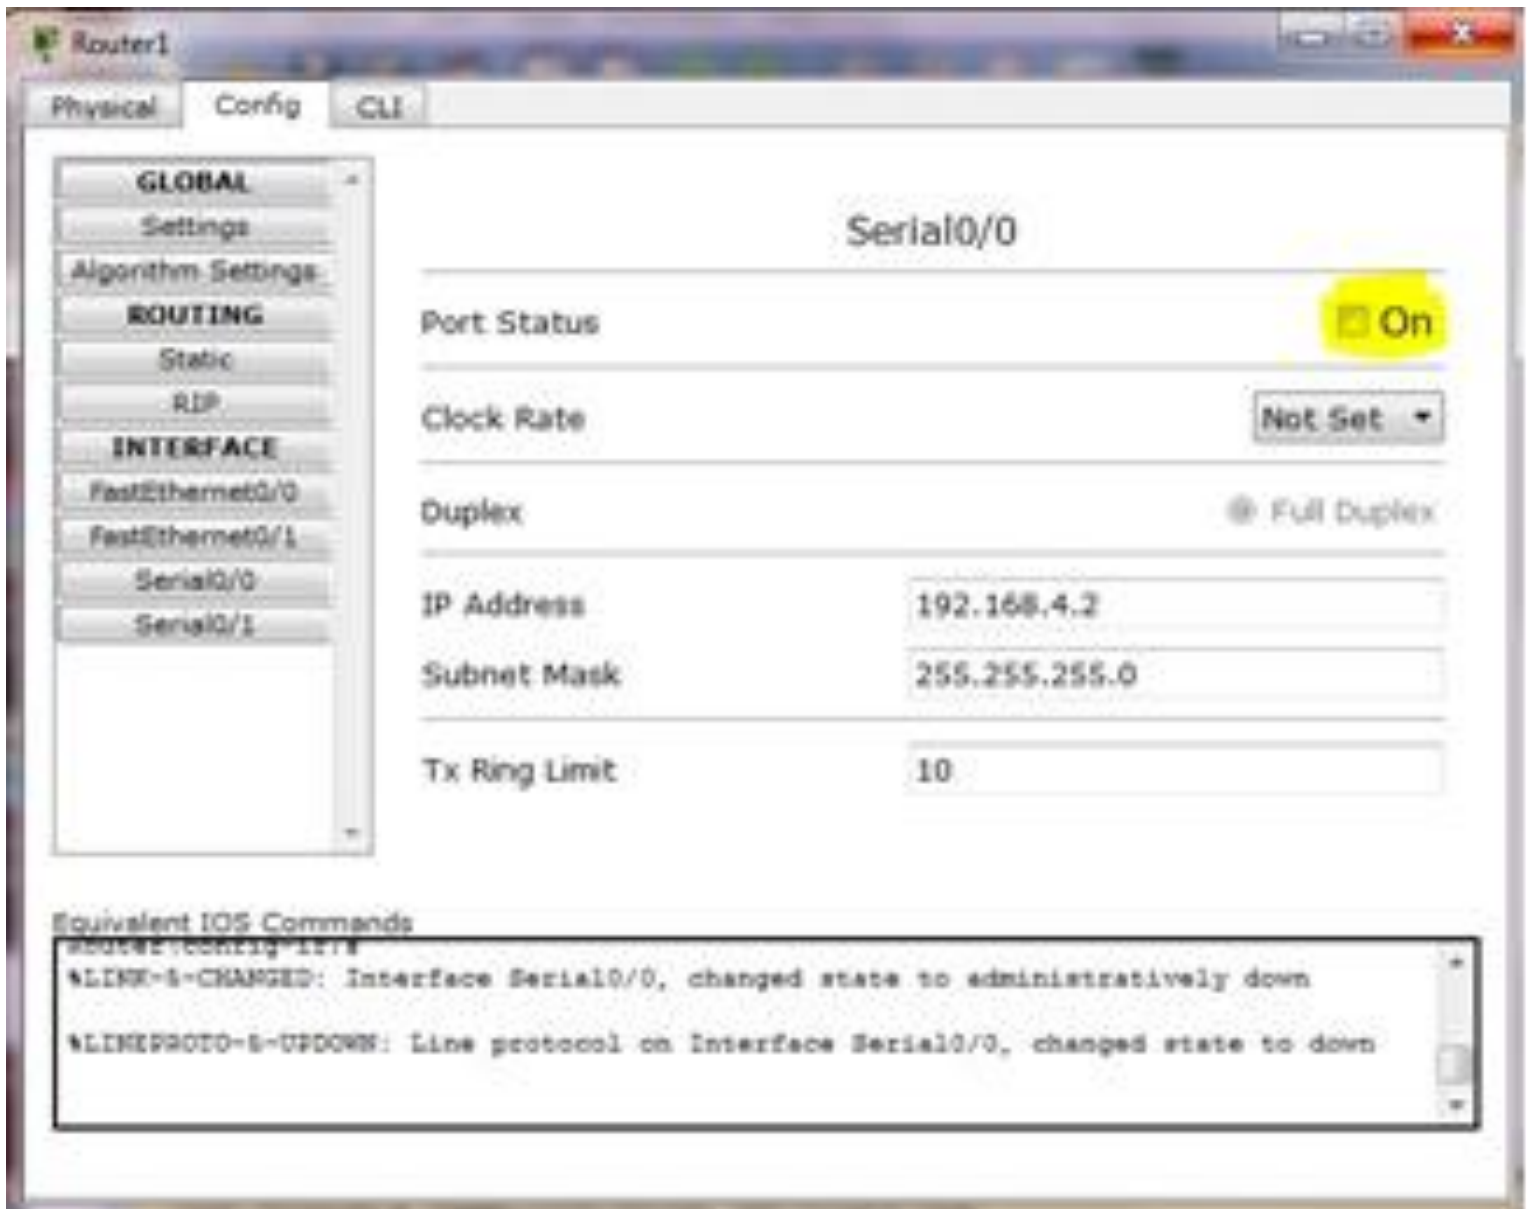 Router1
Physical Config CLI
GLOBAL
Settings
Algorithm Settings
ROUTING
Static
RIP
INTERFACE
FastEthernet0/0
FastEthernet0/1
Serial0/0
Serial0/1
Serial0/0
Port Status On
Clock Rate Not Set
Duplex Full Duplex
IP Address 192.168.4.2
Subnet Mask 255.255.255.0
Tx Ring Limit 10
Equivalent IOS Commands
Router(config-if)#
%LINK-5-CHANGED: Interface Serial0/0, changed state to administratively down
%LINEPROTO-5-UPDOWN: Line protocol on Interface Serial0/0, changed state to down